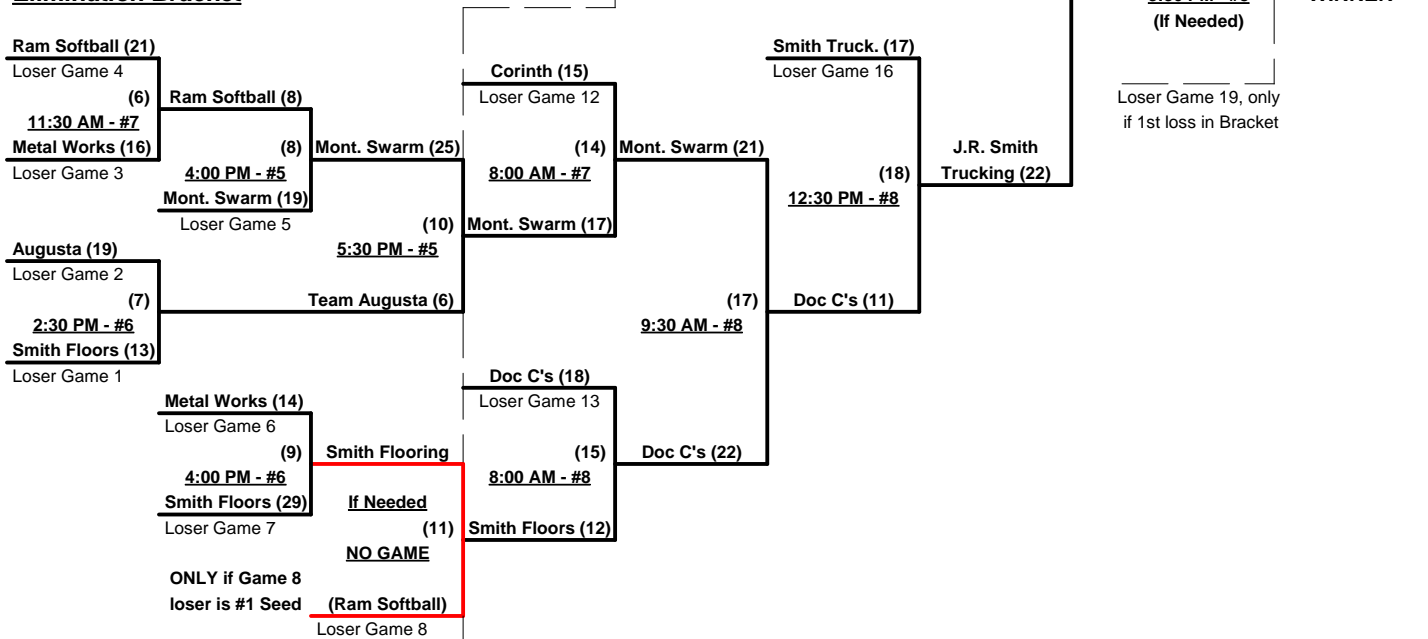 Elimination Bracket
(If Needed)
Ram Softball (21)
Smith Truck. (17)
Loser Game 4
Corinth (15)
Loser Game 16
(6)
Ram Softball (8)
Loser Game 12
Loser Game 19, only
11:30 AM - #7
if 1st loss in Bracket
Metal Works (16)
(8)
Mont. Swarm (25)
(14)
Mont. Swarm (21)
J.R. Smith
Loser Game 3
4:00 PM - #5
8:00 AM - #7
(18)
Trucking (22)
Mont. Swarm (19)
12:30 PM - #8
Loser Game 5
(10)
Mont. Swarm (17)
Augusta (19)
5:30 PM - #5
Loser Game 2
(7)
Team Augusta (6)
(17)
Doc C's (11)
2:30 PM - #6
9:30 AM - #8
Smith Floors (13)
Loser Game 1
Doc C's (18)
Metal Works (14)
Loser Game 13
Loser Game 6
(9)
Smith Flooring
(15)
Doc C's (22)
4:00 PM - #6
8:00 AM - #8
Smith Floors (29)
If Needed
Loser Game 7
(11)
Smith Floors (12)
NO GAME
ONLY if Game 8
loser is #1 Seed
(Ram Softball)
Loser Game 8